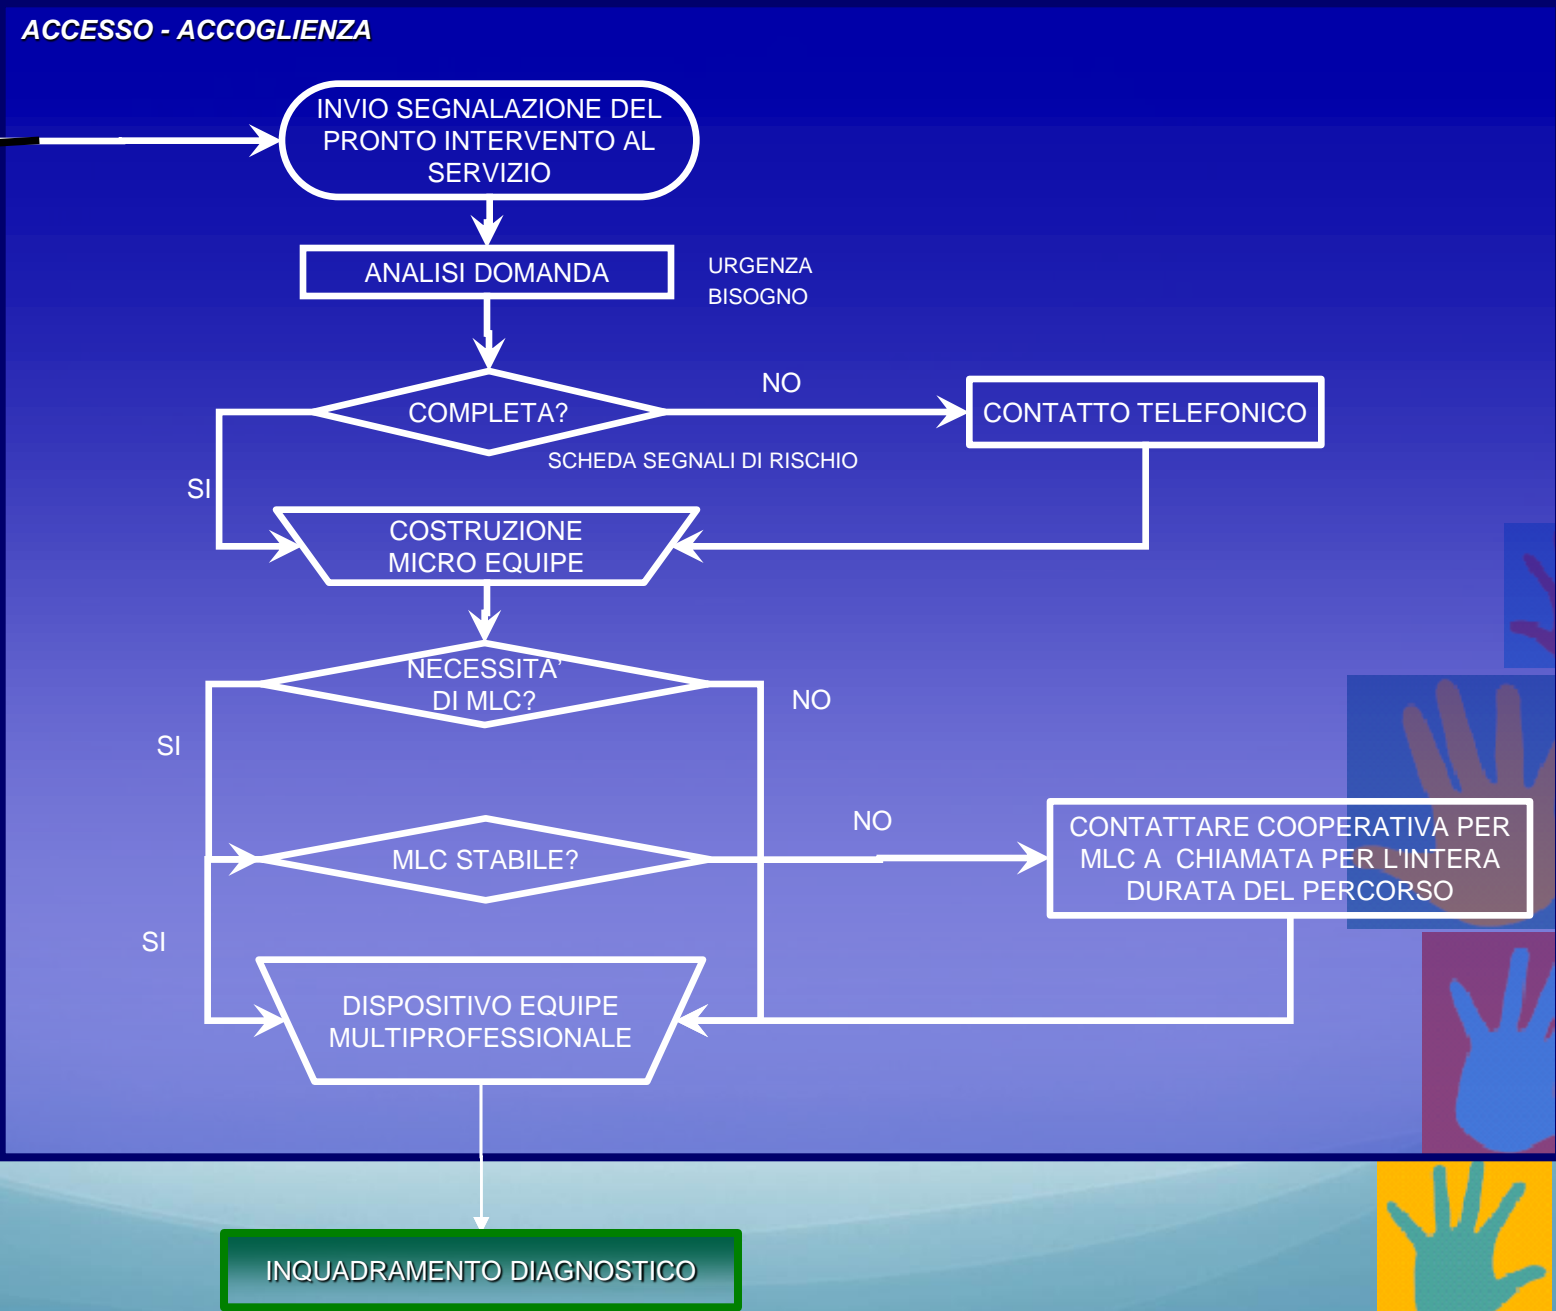 ACCESSO - ACCOGLIENZA
INVIO SEGNALAZIONE DEL
PRONTO INTERVENTO AL
SERVIZIO
ANALISI DOMANDA
URGENZA
BISOGNO
COMPLETA?
NO
CONTATTO TELEFONICO
SCHEDA SEGNALI DI RISCHIO
SI
COSTRUZIONE
MICRO EQUIPE
NECESSITA'
DI MLC?
NO
SI
MLC STABILE?
NO
CONTATTARE COOPERATIVA PER
MLC A CHIAMATA PER L'INTERA
DURATA DEL PERCORSO
SI
DISPOSITIVO EQUIPE
MULTIPROFESSIONALE
INQUADRAMENTO DIAGNOSTICO